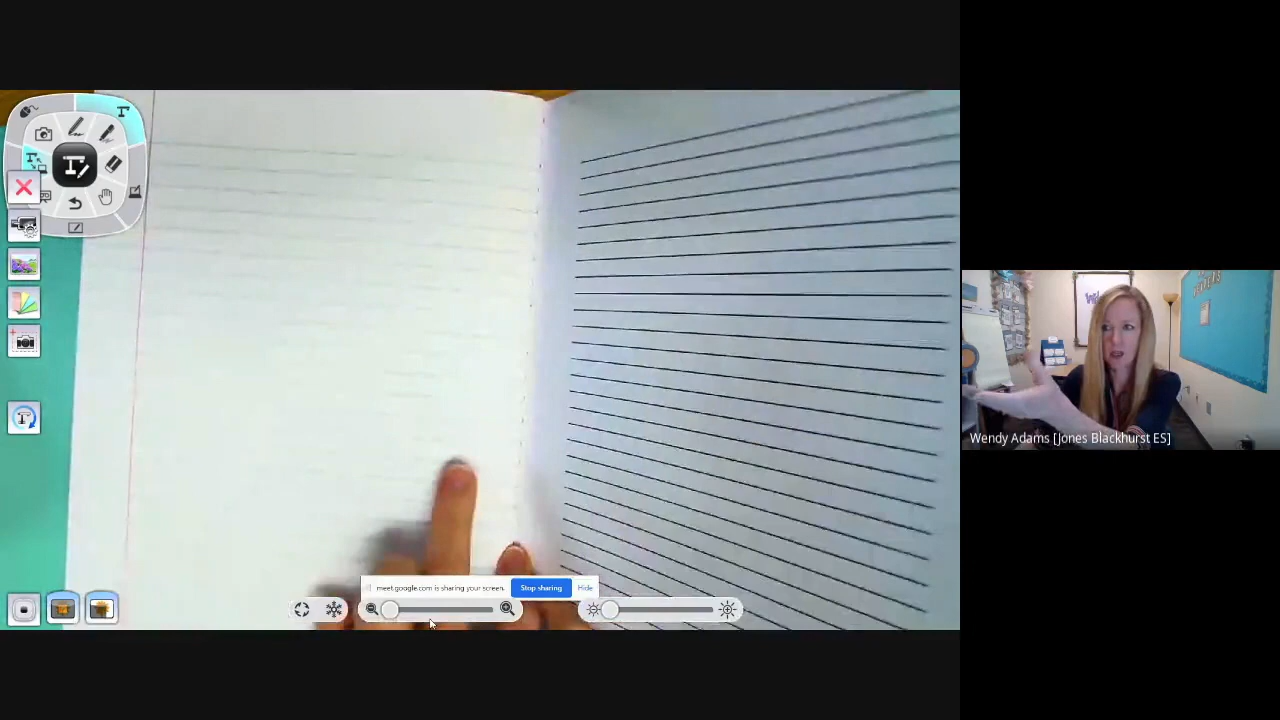 meet.google.com is sharing your screen.
Stop sharing
Hide
Wendy Adams [Jones Blackhurst ES]